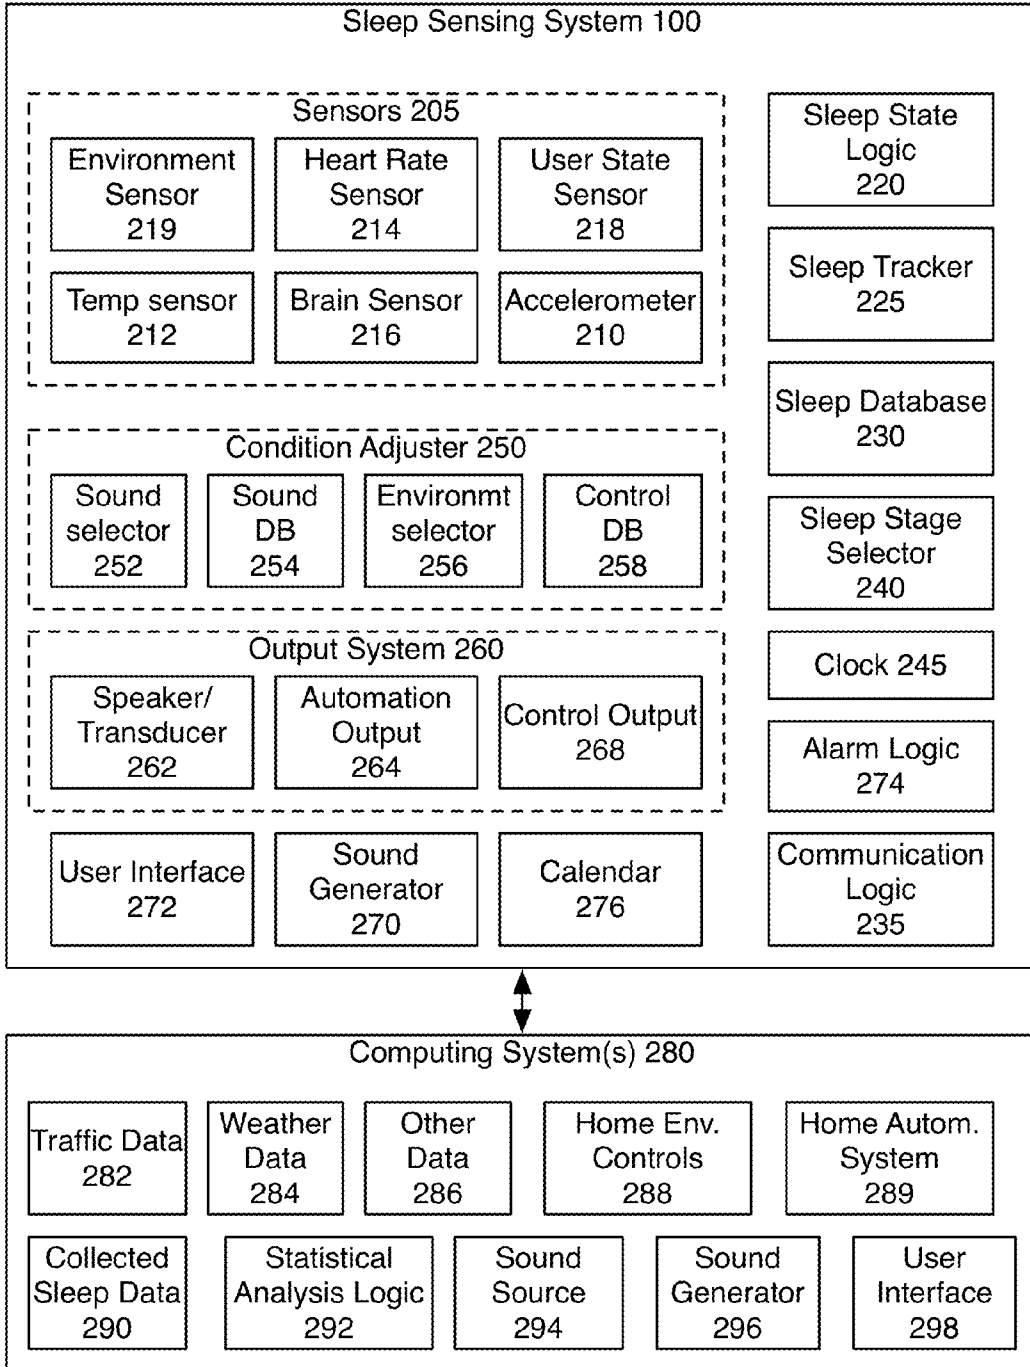 Sleep Sensing System 100
Sensors 205
Environment
Sensor
219
Heart Rate
Sensor
214
User State
Sensor
218
Temp sensor
212
Brain Sensor
216
Accelerometer
210
Sleep State
Logic
220
Sleep Tracker
225
Sleep Database
230
Sleep Stage
Selector
240
Clock 245
Alarm Logic
274
Communication
Logic
235
Condition Adjuster 250
Sound
selector
252
Sound
DB
254
Environmt
selector
256
Control
DB
258
Output System 260
Speaker/
Transducer
262
Automation
Output
264
Control Output
268
User Interface
272
Sound
Generator
270
Calendar
276
Computing System(s) 280
Traffic Data
282
Weather
Data
284
Other
Data
286
Home Env.
Controls
288
Home Autom.
System
289
Collected
Sleep Data
290
Statistical
Analysis Logic
292
Sound
Source
294
Sound
Generator
296
User
Interface
298